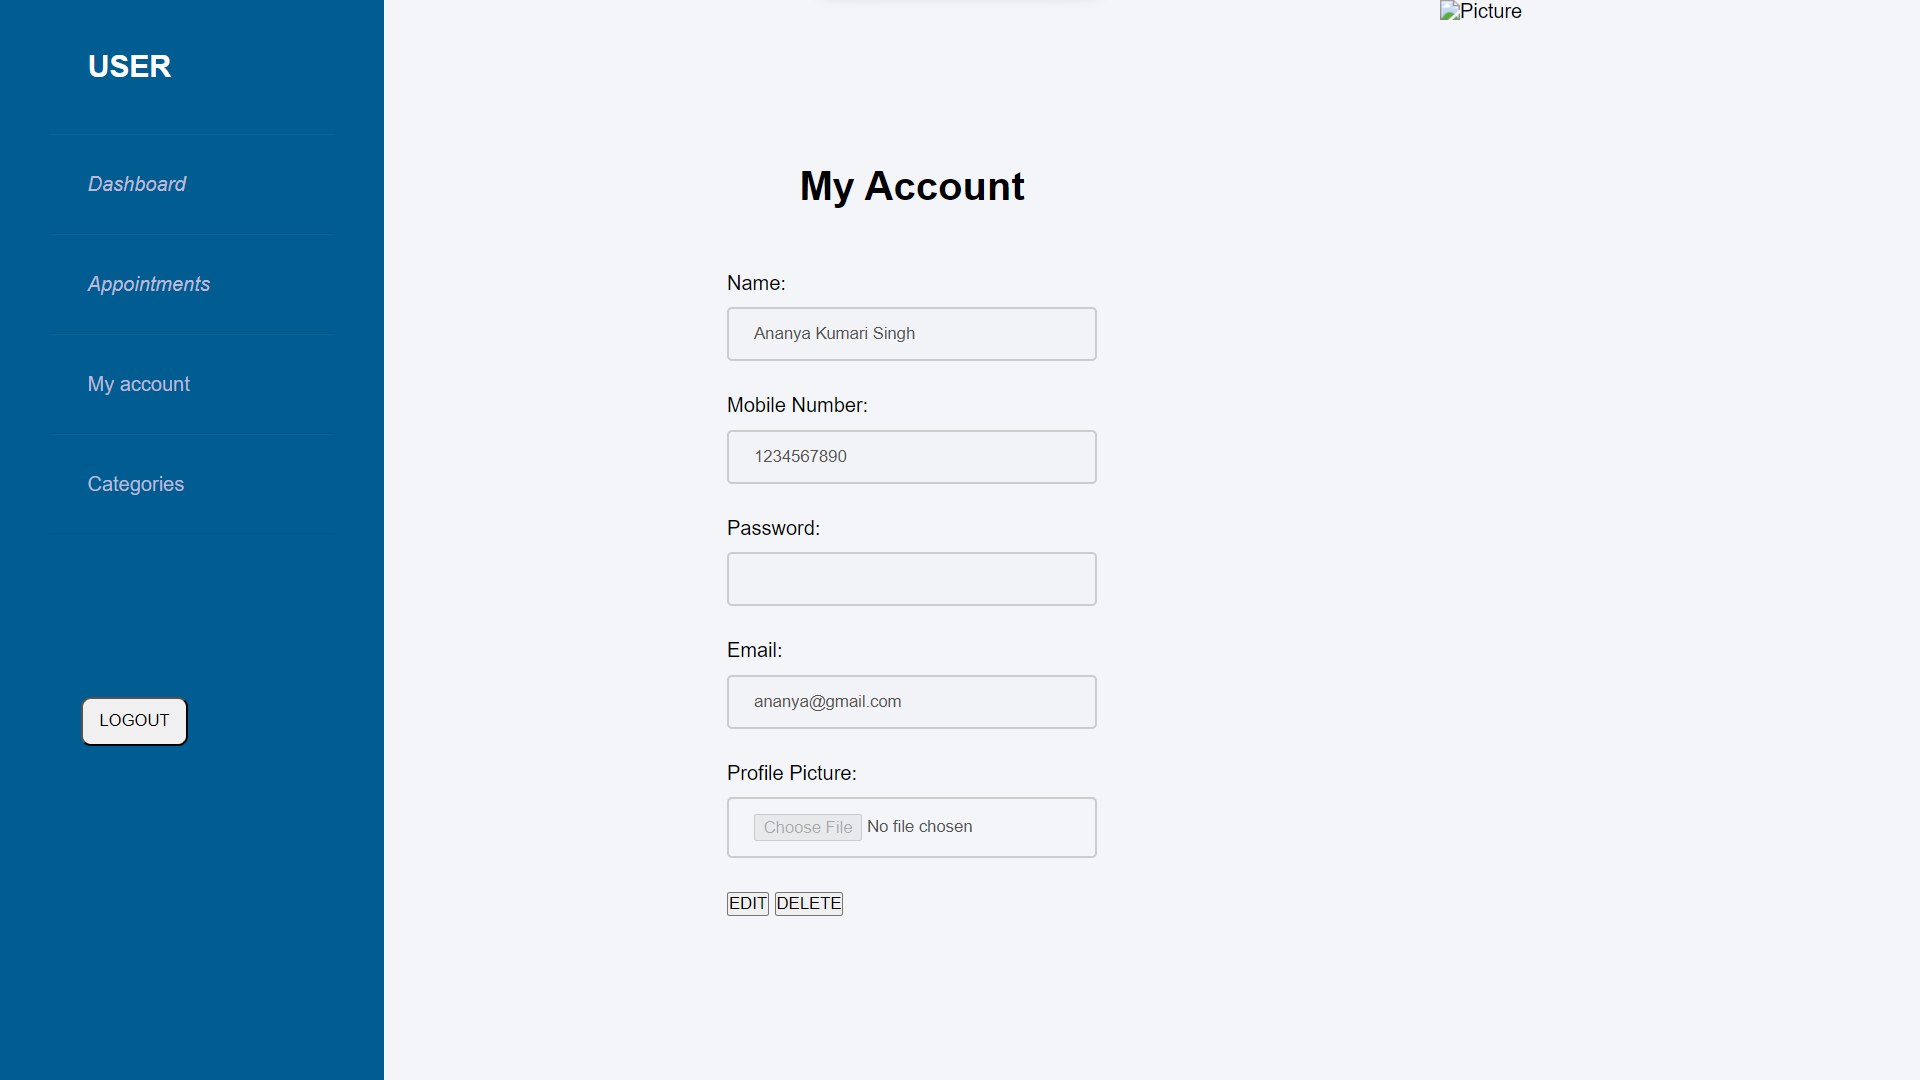 USER
Dashboard
Appointments
My account
Categories
LOGOUT
Picture
My Account
Name:
Ananya Kumari Singh
Mobile Number:
1234567890
Password:
Email:
ananya@gmail.com
Profile Picture:
Choose File No file chosen
EDIT DELETE